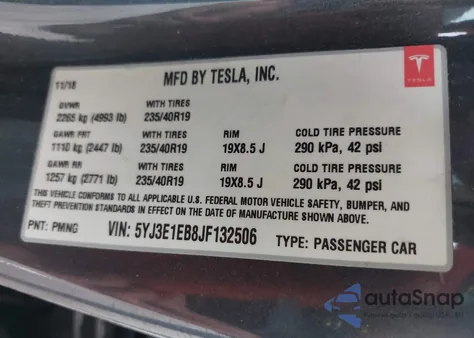 MFD BY TESLA, INC.
TESLA
11/18
GVWR WITH TIRES
2265 kg (4993 lb) 235/40R19
GAWR FRT WITH TIRES RIM COLD TIRE PRESSURE
1110 kg (2447 lb) 235/40R19 19X8.5 J 290 kPa, 42 psi
GAWR RR WITH TIRES RIM COLD TIRE PRESSURE
1257 kg (2771 lb) 235/40R19 19X8.5 J 290 kPa, 42 psi
THIS VEHICLE CONFORMS TO ALL APPLICABLE U.S. FEDERAL MOTOR VEHICLE SAFETY, BUMPER, AND
THEFT PREVENTION STANDARDS IN EFFECT ON THE DATE OF MANUFACTURE SHOWN ABOVE.
PNT: PMNG VIN: 5YJ3E1EB8JF132506 TYPE: PASSENGER CAR
autoSnap